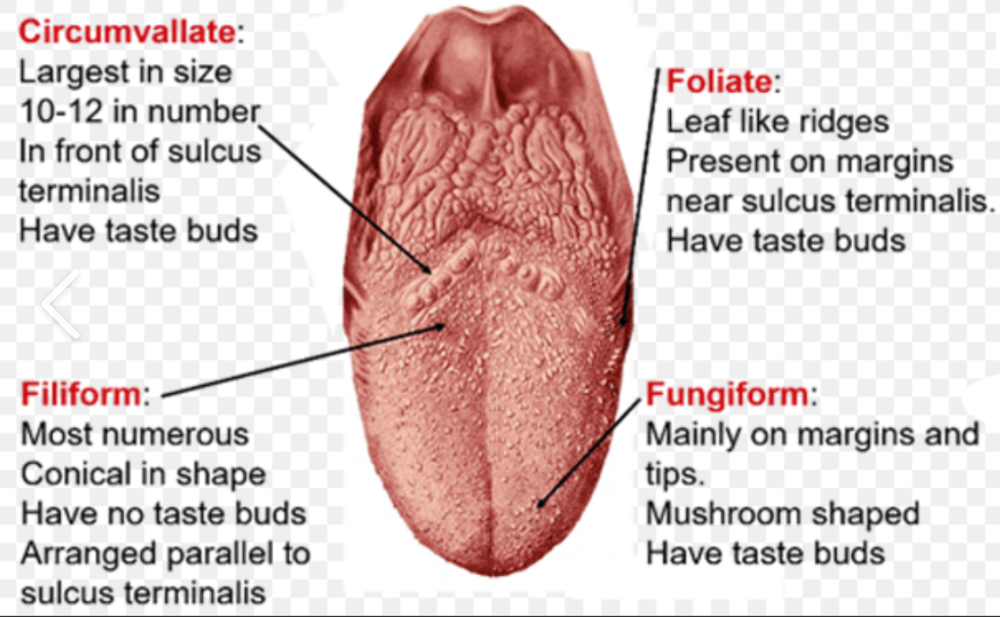 Circumvallate:
Largest in size
10-12 in number
In front of sulcus
terminalis
Have taste buds
Foliate:
Leaf like ridges
Present on margins
near sulcus terminalis.
Have taste buds
Filiform:
Most numerous
Conical in shape
Have no taste buds
Arranged parallel to
sulcus terminalis
Fungiform:
Mainly on margins and
tips.
Mushroom shaped
Have taste buds